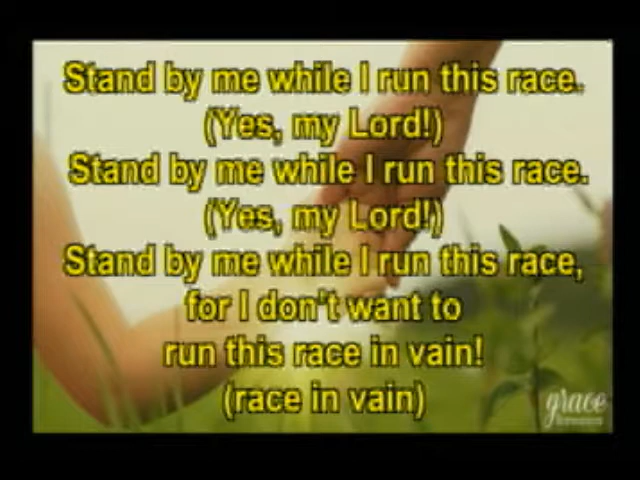 Stand by me while I run this race.
(Yes, my Lord!)
Stand by me while I run this race.
(Yes, my Lord!)
Stand by me while I run this race,
for I don't want to
run this race in vain!
(race in vain)
grace